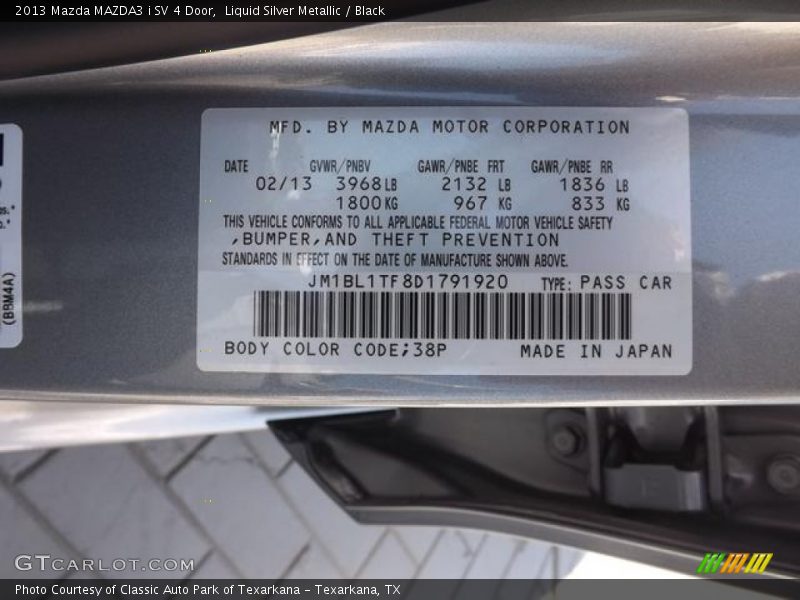 2013 Mazda MAZDA3 i SV 4 Door,  Liquid Silver Metallic / Black
MFD. BY MAZDA MOTOR CORPORATION
DATE GVWR/PNBV GAWR/PNBE FRT GAWR/PNBE RR
02/13 3968 LB 2132 LB 1836 LB
1800 KG 967 KG 833 KG
THIS VEHICLE CONFORMS TO ALL APPLICABLE FEDERAL MOTOR VEHICLE SAFETY
,BUMPER,AND THEFT PREVENTION
STANDARDS IN EFFECT ON THE DATE OF MANUFACTURE SHOWN ABOVE.
JM1BL1TF8D1791920 TYPE: PASS CAR
BODY COLOR CODE;38P MADE IN JAPAN
(BBM4A)
GTCARLOT.COM
Photo Courtesy of Classic Auto Park of Texarkana - Texarkana, TX